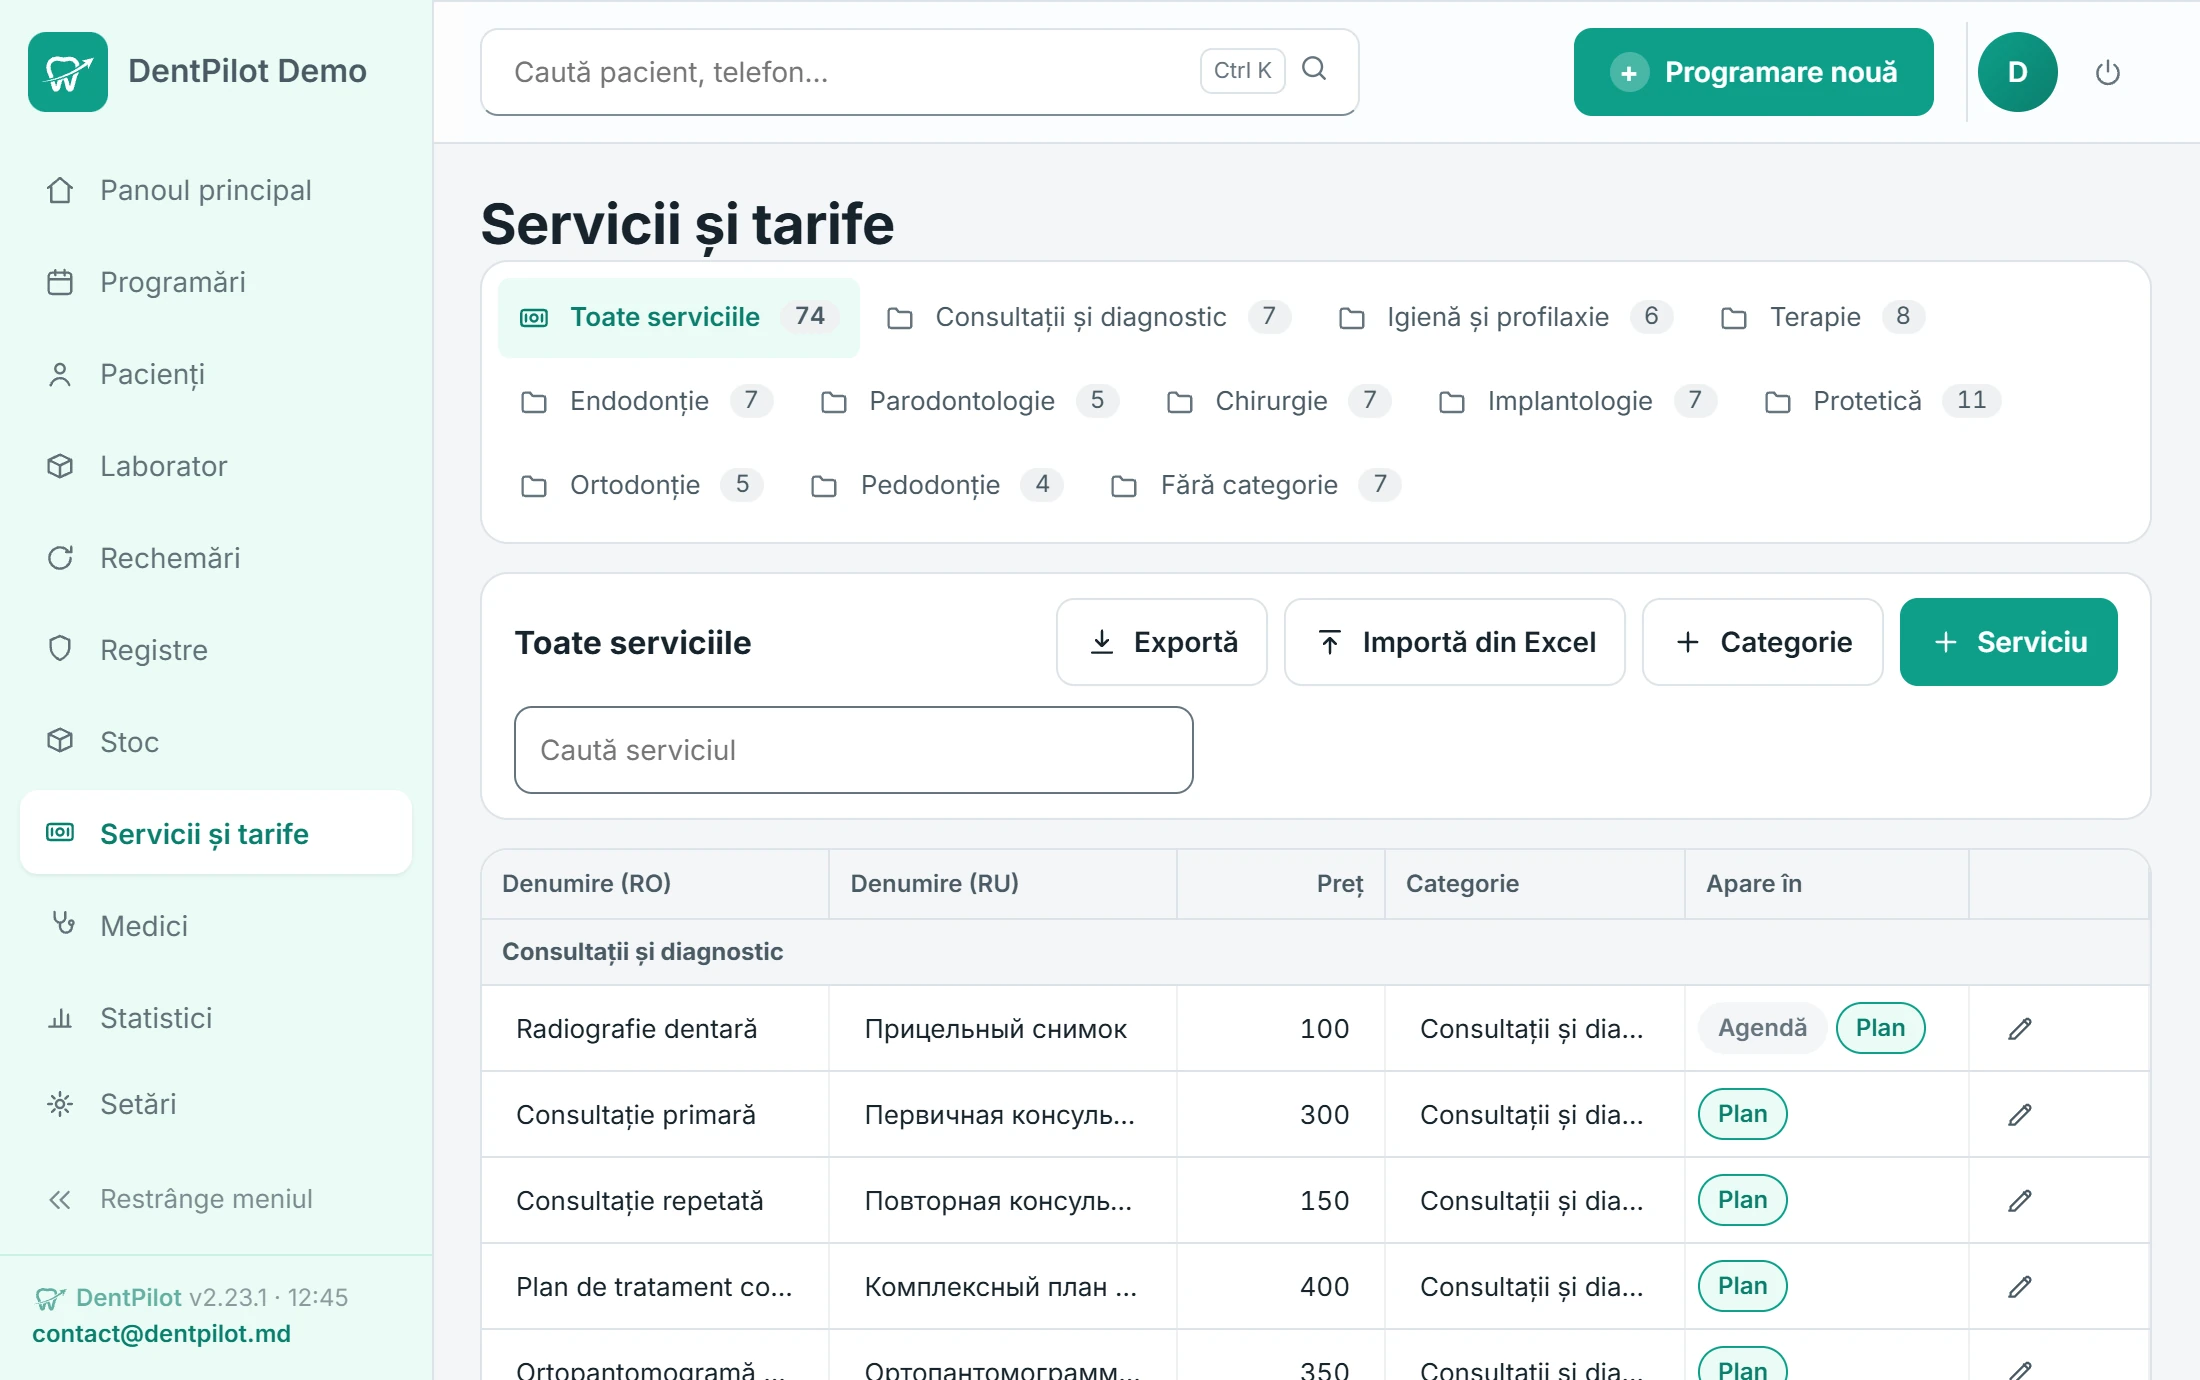 DentPilot Demo
Caută pacient, telefon...
Ctrl K
+ Programare nouă
D
Panoul principal
Programări
Pacienți
Laborator
Rechemări
Registre
Stoc
Servicii și tarife
Medici
Statistici
Setări
Restrânge meniul
DentPilot v2.23.1 · 12:45
contact@dentpilot.md
Servicii și tarife
Toate serviciile 74 Consultații și diagnostic 7 Igienă și profilaxie 6 Terapie 8
Endodonție 7 Parodontologie 5 Chirurgie 7 Implantologie 7 Protetică 11
Ortodonție 5 Pedodonție 4 Fără categorie 7
Toate serviciile
Exportă
Importă din Excel
+ Categorie
+ Serviciu
Caută serviciul
Denumire (RO) Denumire (RU) Preț Categorie Apare în
Consultații și diagnostic
Radiografie dentară Прицельный снимок 100 Consultații și dia... Agendă Plan
Consultație primară Первичная консуль... 300 Consultații și dia... Plan
Consultație repetată Повторная консуль... 150 Consultații și dia... Plan
Plan de tratament co... Комплексный план ... 400 Consultații și dia... Plan
Ortopantomogramă ... Ортопантомограмм... 350 Consultații și dia... Plan